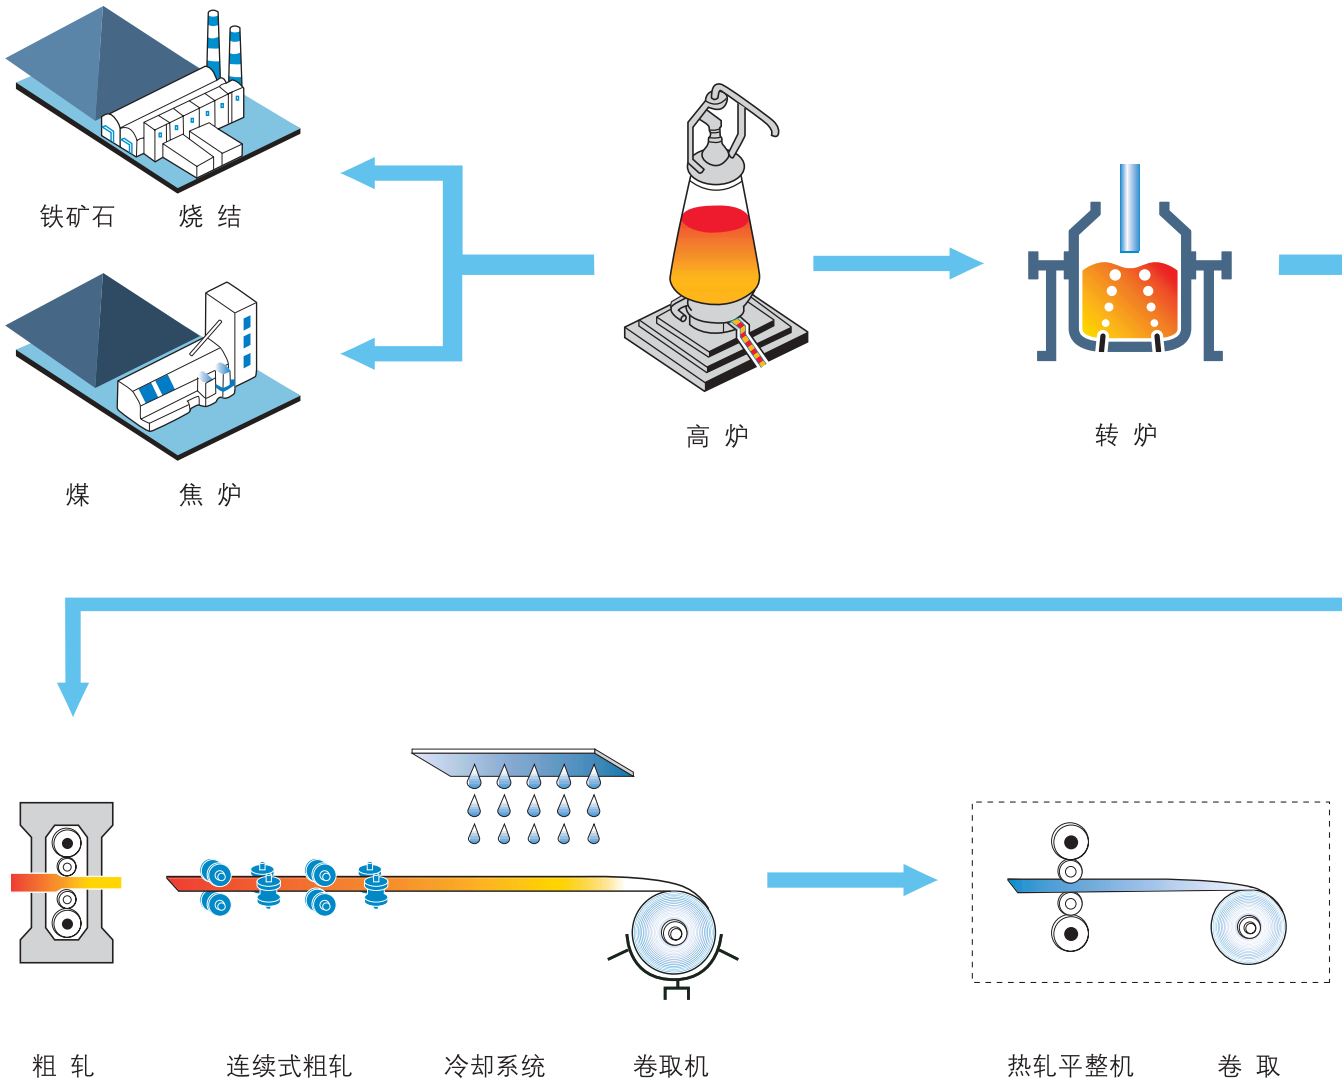 铁矿石 烧 结
高 炉
转 炉
煤 焦 炉
粗 轧 连续式粗轧 冷却系统 卷取机 热轧平整机 卷 取